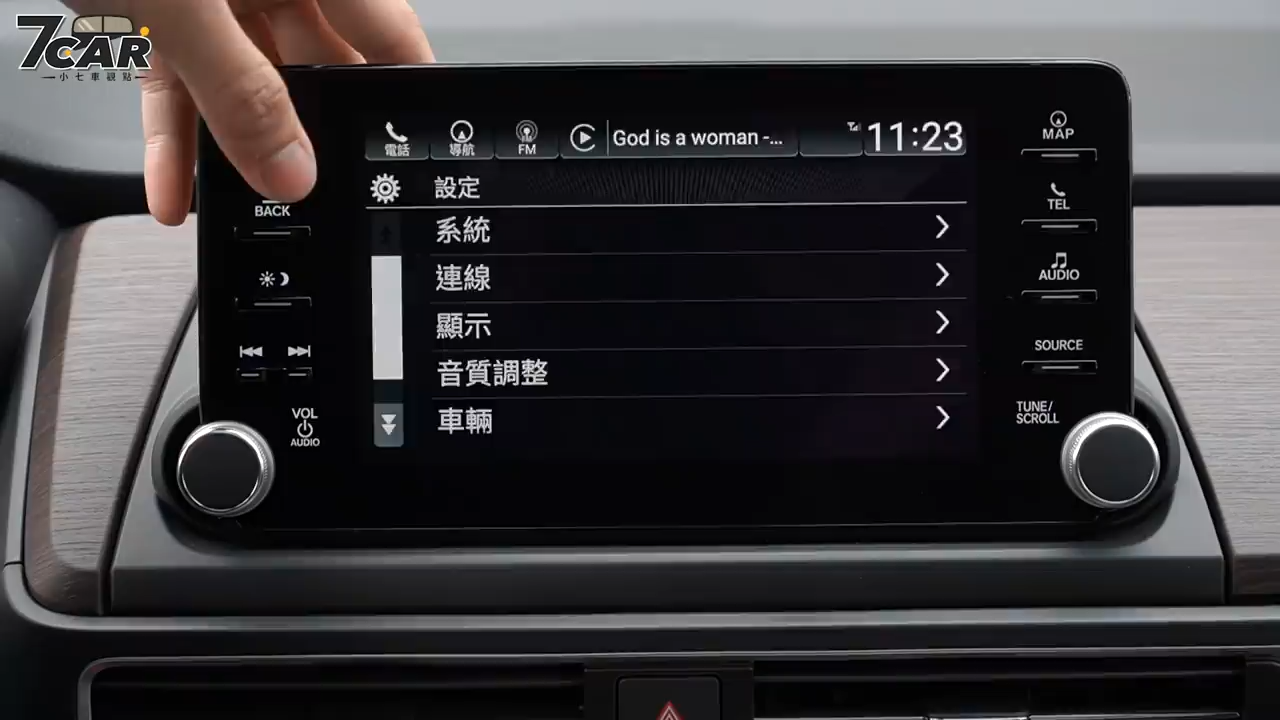 7CAR
小七車觀點
電話
導航
FM
God is a woman -...
11:23
設定
系統
連線
顯示
音質調整
車輛
BACK
VOL
AUDIO
MAP
TEL
AUDIO
SOURCE
TUNE/
SCROLL